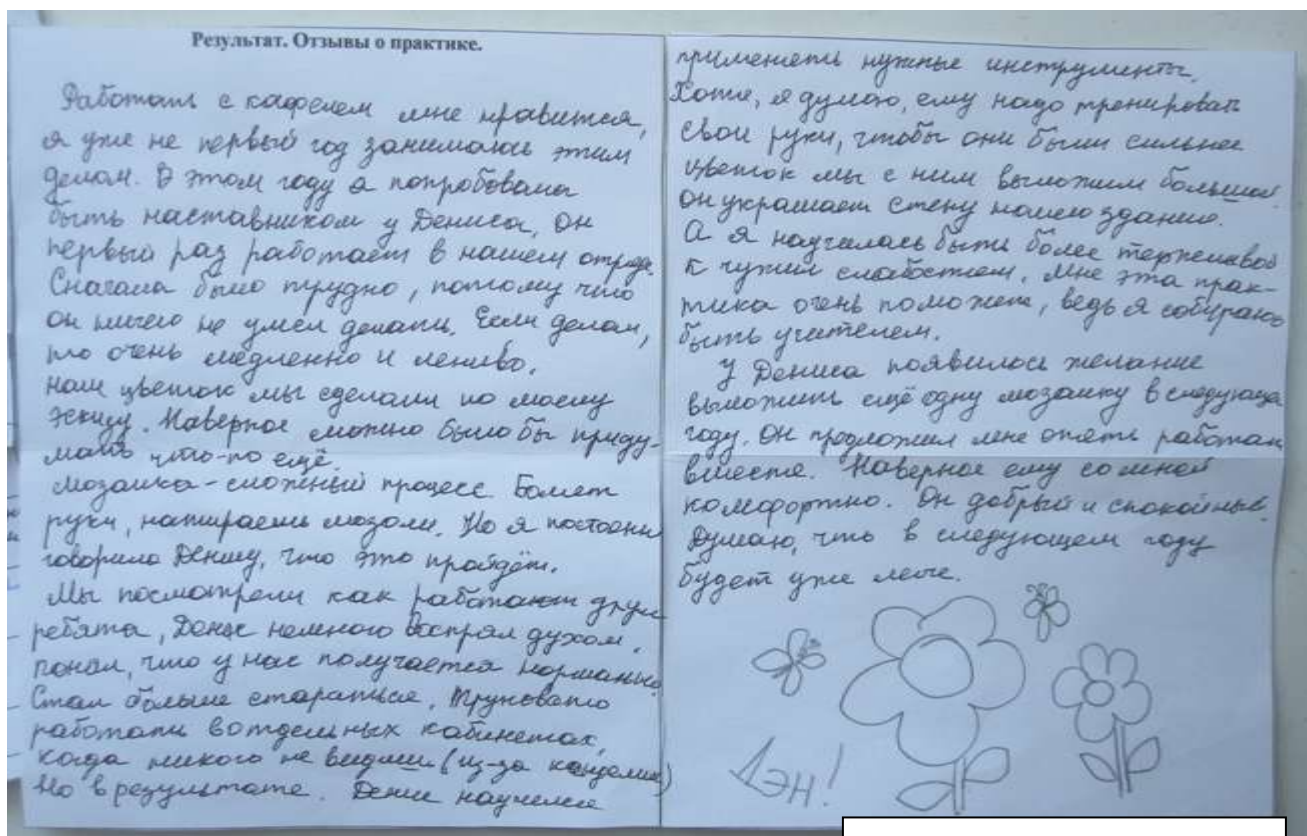 Результат. Отзывы о практике.
Работать с кафелем мне нравится,
я уже не первый год занимаюсь этим
делом. В этом году я попробовала
быть наставником у Дениса, он
первый раз работает в нашем отряде.
Сначала было трудно, потому что
он ничего не умел делать. Если делал,
то очень медленно и лениво.
Наш цветок мы сделали по моему
эскизу. Наверное можно было бы приду-
мать что-то ещё.
Мозаика - сложный процесс. Болят
руки, натираешь мозоли. Но я постоянно
говорила Денису, что это пройдёт.
Мы посмотрели как работают другие
ребята, Денис немного воспрял духом,
понял, что у нас получается нормально.
Стал больше стараться. Трудновато
работать в отдельных кабинетах,
когда никого не видишь (из-за пандемии)
Но в результате. Денис научился
применять нужные инструменты.
Хотя, я думаю, ему надо тренировать
свои руки, чтобы они были сильнее
Цветок мы с ним выложили большой.
он украшает стену нашего здания.
А я научилась быть более терпеливой
к чужим слабостям. Мне эта прак-
тика очень поможет, ведь я собираюсь
быть учителем.
У Дениса появилось желание
выложить ещё одну мозаику в следующем
году. Он предложил мне опять работать
вместе. Наверное ему со мной
комфортно. Он добрый и спокойный.
Думаю, что в следующем году
будет уже легче.
Дэн!